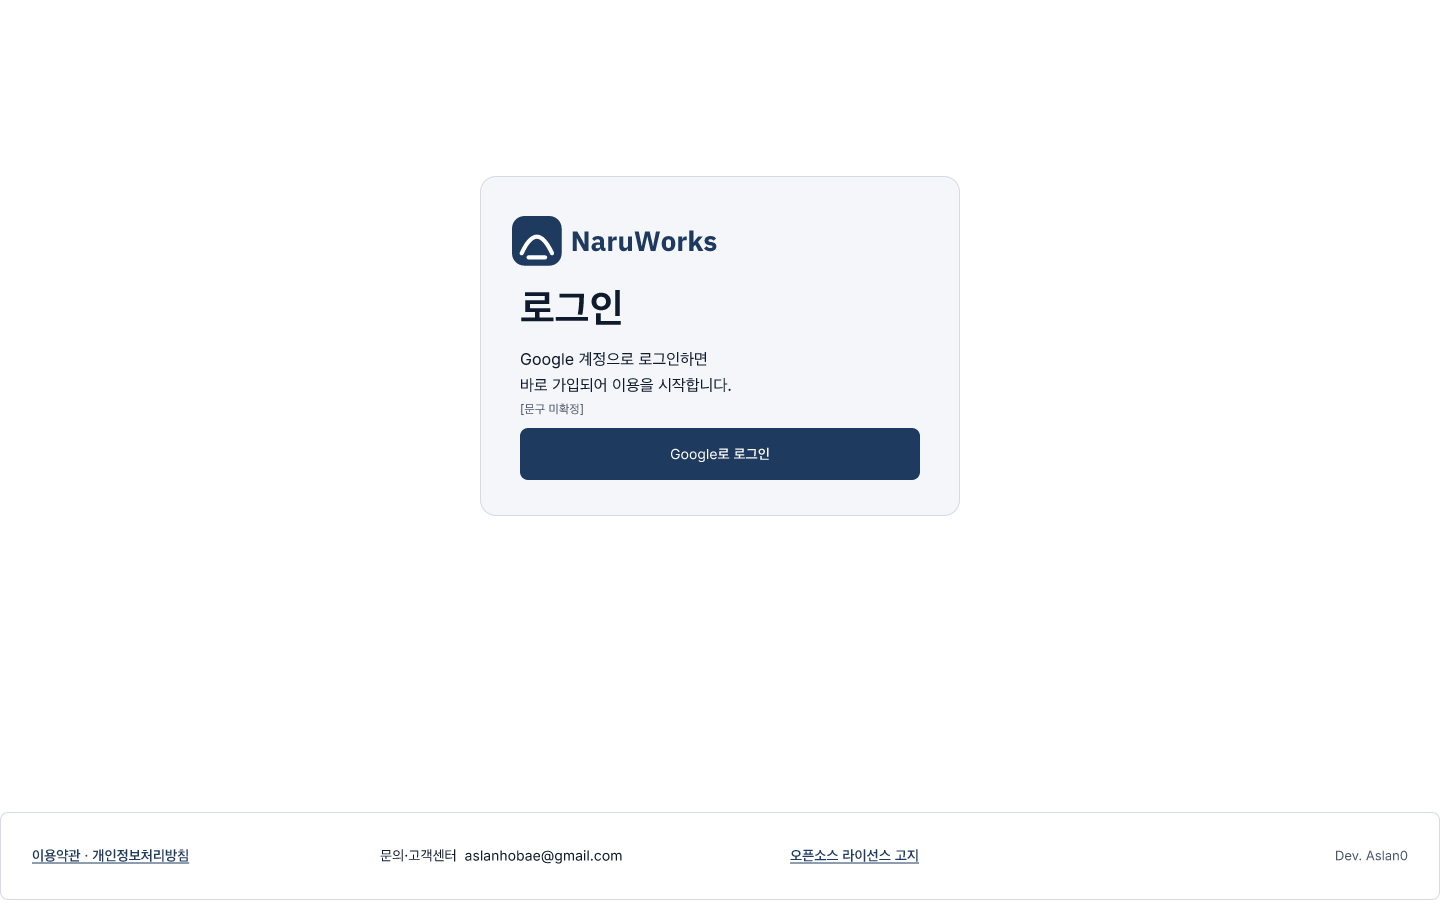 NaruWorks
로그인
Google 계정으로 로그인하면
바로 가입되어 이용을 시작합니다.
[문구 미확정]
Google로 로그인
이용약관 · 개인정보처리방침
문의·고객센터 aslanhobae@gmail.com
오픈소스 라이선스 고지
Dev. Aslan0